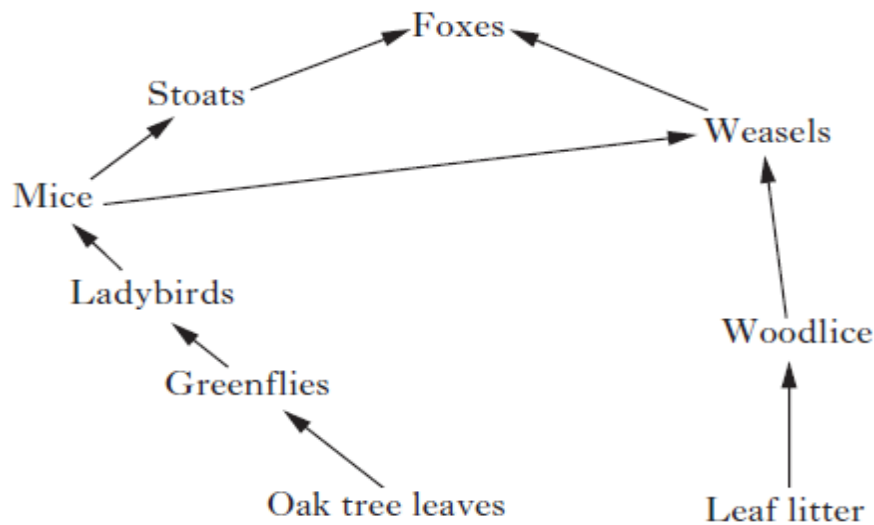 Foxes
Stoats
Weasels
Mice
Ladybirds
Woodlice
Greenflies
Oak tree leaves
Leaf litter